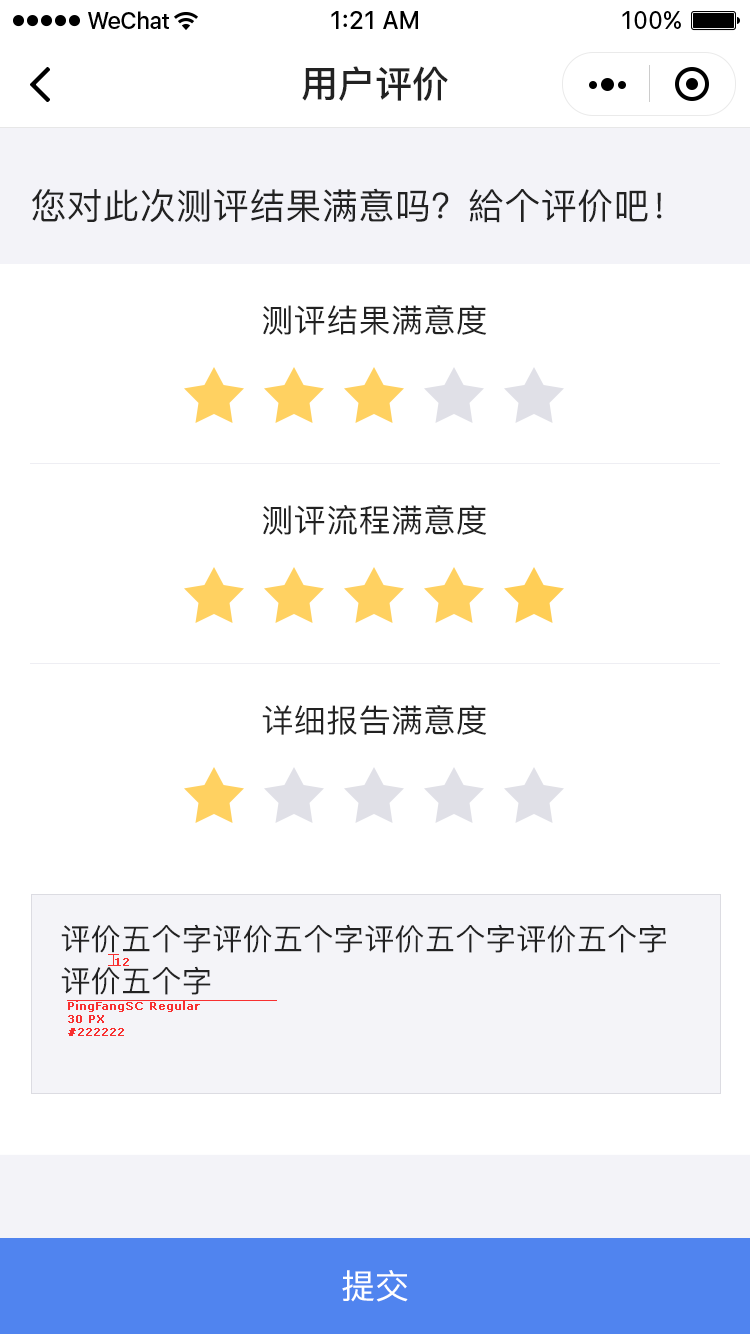 WeChat 1:21 AM 100%
用户评价
您对此次测评结果满意吗？給个评价吧！
测评结果满意度
测评流程满意度
详细报告满意度
评价五个字评价五个字评价五个字评价五个字
12
评价五个字
PingFangSC Regular
30 PX
#222222
提交